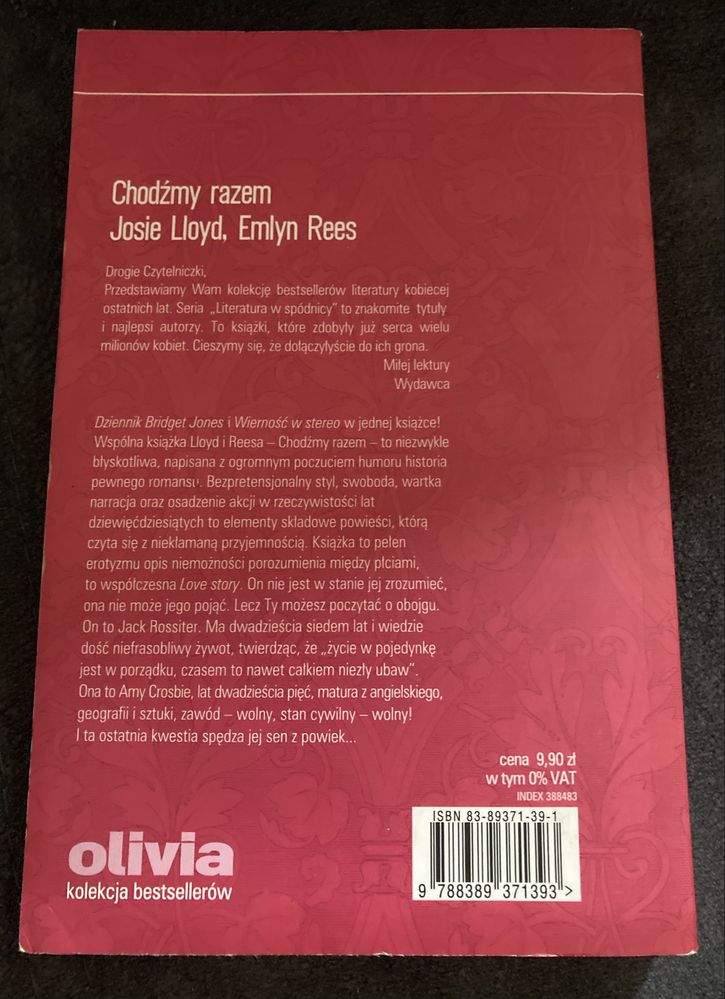 Chodźmy razem
Josie Lloyd, Emlyn Rees
Drogie Czytelniczki,
Przedstawiamy Wam kolekcję bestsellerów literatury kobiecej
ostatnich lat. Seria „Literatura w spódnicy" to znakomite tytuły
i najlepsi autorzy. To książki, które zdobyły już serca wielu
milionów kobiet. Cieszymy się, że dołączyłyście do ich grona.
Miłej lektury
Wydawca
Dziennik Bridget Jones i Wierność w stereo w jednej książce!
Wspólna książka Lloyd i Reesa – Chodźmy razem – to niezwykle
błyskotliwa, napisana z ogromnym poczuciem humoru historia
pewnego romansu. Bezpretensjonalny styl, swoboda, wartka
narracja oraz osadzenie akcji w rzeczywistości lat
dziewięćdziesiątych to elementy składowe powieści, którą
czyta się z niekłamaną przyjemnością. Książka to pełen
erotyzmu opis niemożności porozumienia między płciami,
to współczesna Love story. On nie jest w stanie jej zrozumieć,
ona nie może jego pojąć. Lecz Ty możesz poczytać o obojgu.
On to Jack Rossiter. Ma dwadzieścia siedem lat i wiedzie
dość niefrasobliwy żywot, twierdząc, że „życie w pojedynkę
jest w porządku, czasem to nawet całkiem niezły ubaw".
Ona to Amy Crosbie, lat dwadzieścia pięć, matura z angielskiego,
geografii i sztuki, zawód – wolny, stan cywilny – wolny!
I ta ostatnia kwestia spędza jej sen z powiek...
cena 9,90 zł
w tym 0% VAT
INDEX 388483
ISBN 83-89371-39-1
9 788389 371393 >
olivia
kolekcja bestsellerów